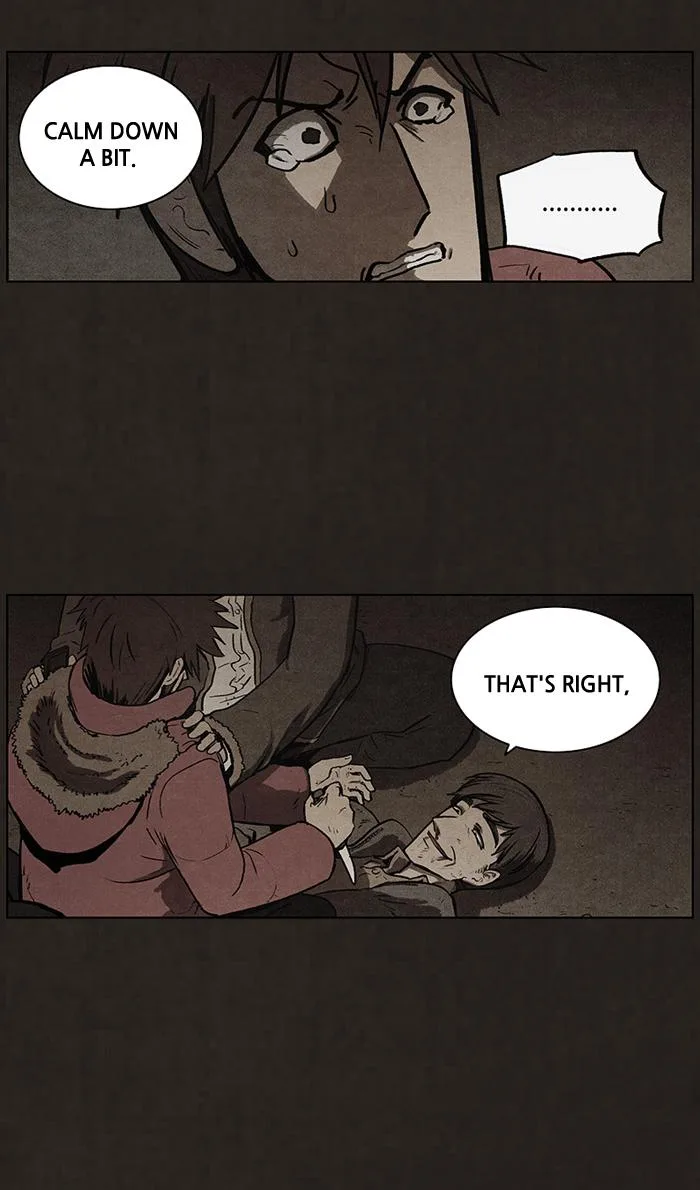 CALM DOWN
A BIT.
...........
THAT'S RIGHT,